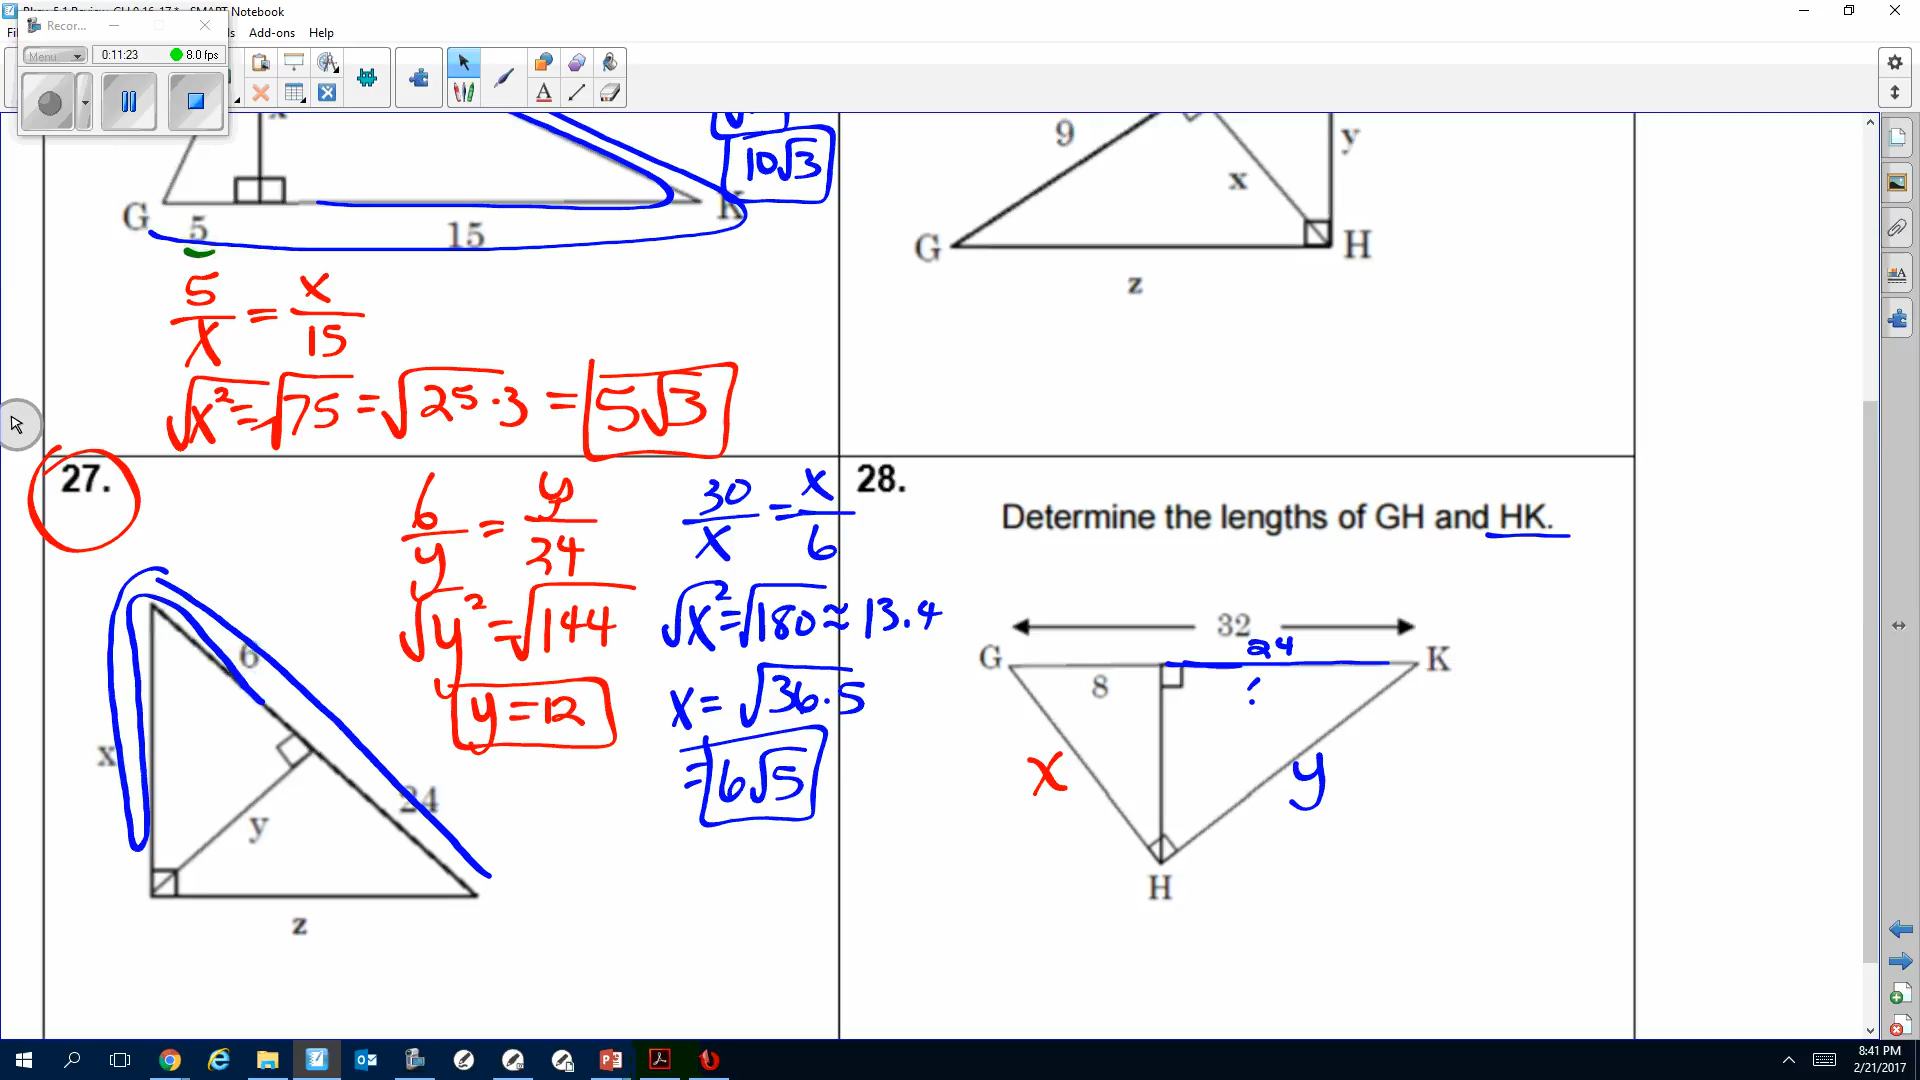 SMART Notebook
Recor...
Add-ons Help
Menu 0:11:23 8.0 fps
G 5 15 K
10√3
5/x = x/15
√x² = √75 = √25·3 = 5√3
9 y
x
G H
z
27.
6/y = y/24
√y² = √144
y = 12
30/x = x/6
√x² = √180 ≈ 13.4
x = √36·5
= 6√5
6
x
24
y
z
28.
Determine the lengths of GH and HK.
32
24
G K
8 ?
x y
H
8:41 PM
2/21/2017